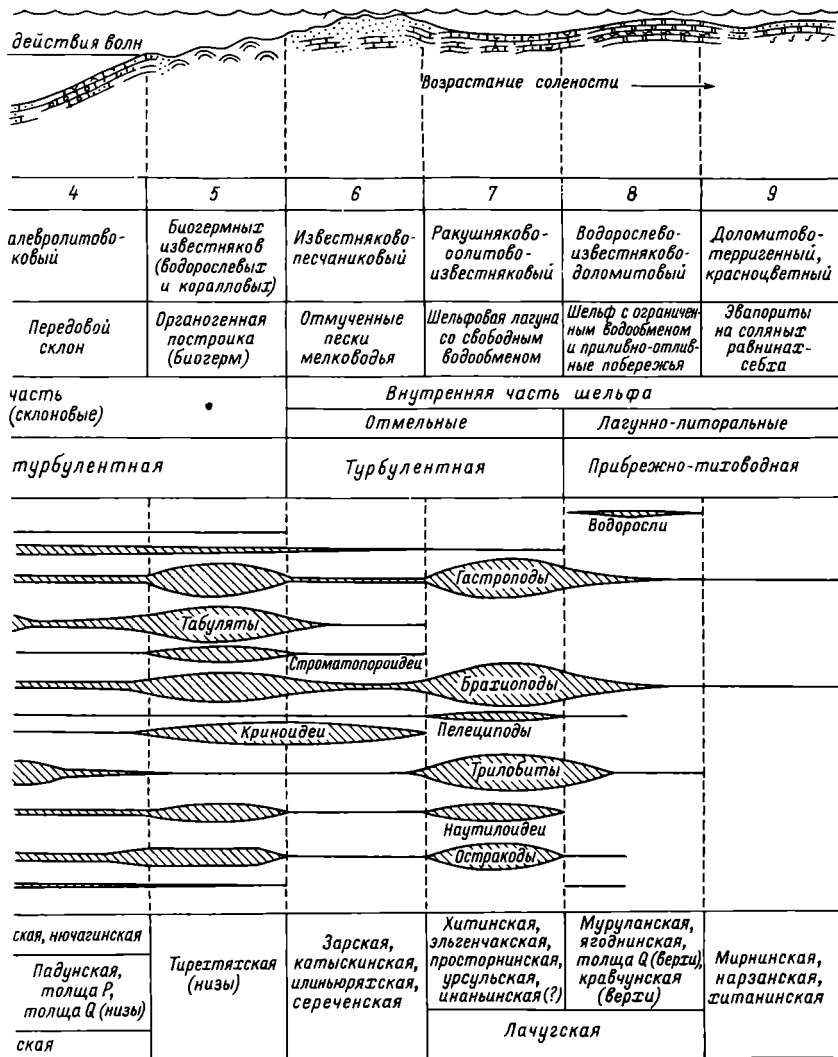 действия волн
Возрастание солености
4
5
6
7
8
9
алевролитово-
ковый
Биогермных
известняков
(водорослевых
и коралловых)
Известняково-
песчаниковый
Ракушняково-
оолитово-
известняковый
Водорослево-
известняково-
доломитовый
Доломитово-
терригенный,
красноцветный
Передовой
склон
Органогенная
постройка
(биогерм)
Отмученные
пески
мелководья
Шельфовая лагуна
со свободным
водообменом
Шельф с ограничен-
ным водообменом
и приливно-отлив-
ные побережья
Эвапориты
на соляных
равнинах-
себха
часть
(склоновые)
Внутренняя часть шельфа
Отмельные
Лагунно-литоральные
турбулентная
Турбулентная
Прибрежно-тиховодная
Водоросли
Гастроподы
Табуляты
Строматопороидеи
Брахиоподы
Пелециподы
Криноидеи
Трилобиты
Наутилоидеи
Остракоды
ская, нючагинская
Падунская,
толща P,
толща Q (низы)
ская
Тирехтяхская
(низы)
Зарская,
катыскинская,
илиньюряхская,
сереченская
Хитинская,
эльгенчакская,
просторнинская,
урсульская,
инаньинская (?)
Муруланская,
ягоднинская,
толща Q (верхи),
кравчунская
(верхи)
Лачугская
Мирнинская,
нарзанская,
хитанинская